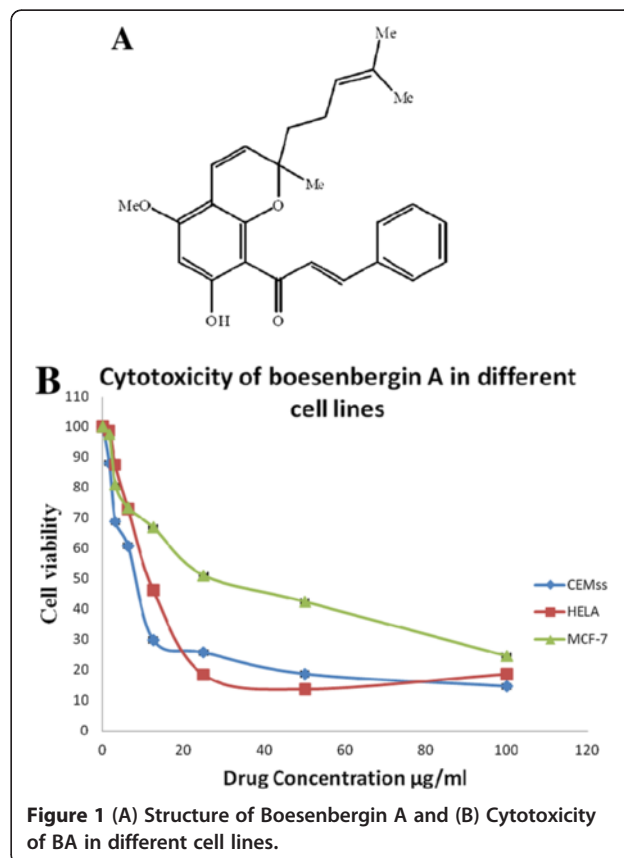 A
Me
Me
Me
O
MeO
OH
O
B
Cytotoxicity of boesenbergin A in different
cell lines
110
100
90
80
70
60
50
40
30
20
10
0
Cell viability
CEMss
HELA
MCF-7
0 20 40 60 80 100 120
Drug Concentration µg/ml
Figure 1 (A) Structure of Boesenbergin A and (B) Cytotoxicity
of BA in different cell lines.